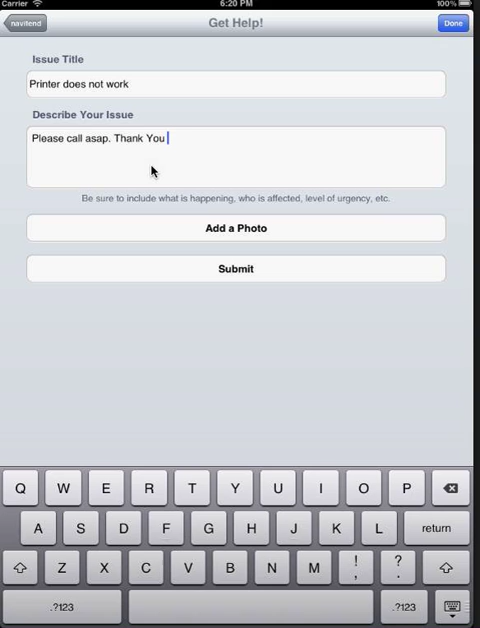 Carrier 6:20 PM 100%
navitend Get Help! Done
Issue Title
Printer does not work
Describe Your Issue
Please call asap. Thank You
Be sure to include what is happening, who is affected, level of urgency, etc.
Add a Photo
Submit
Q W E R T Y U I O P
A S D F G H J K L return
Z X C V B N M ! , ? .
.?123 .?123